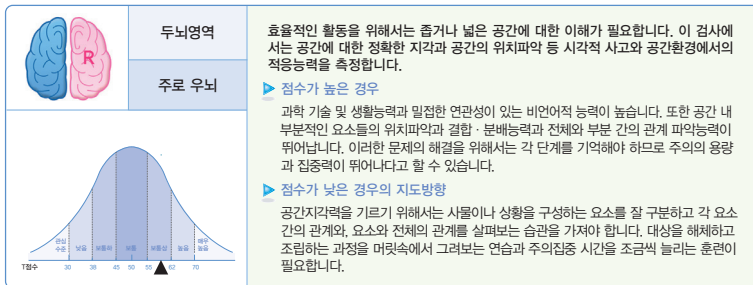 두뇌영역
주로 우뇌
R
효율적인 활동을 위해서는 좁거나 넓은 공간에 대한 이해가 필요합니다. 이 검사에
서는 공간에 대한 정확한 지각과 공간의 위치파악 등 시각적 사고와 공간환경에서의
적응능력을 측정합니다.
점수가 높은 경우
과학 기술 및 생활능력과 밀접한 연관성이 있는 비언어적 능력이 높습니다. 또한 공간 내
부분적인 요소들의 위치파악과 결합 · 분배능력과 전체와 부분 간의 관계 파악능력이
뛰어납니다. 이러한 문제의 해결을 위해서는 각 단계를 기억해야 하므로 주의의 용량
과 집중력이 뛰어나다고 할 수 있습니다.
점수가 낮은 경우의 지도방향
공간지각력을 기르기 위해서는 사물이나 상황을 구성하는 요소를 잘 구분하고 각 요소
간의 관계와, 요소와 전체의 관계를 살펴보는 습관을 가져야 합니다. 대상을 해체하고
조립하는 과정을 머릿속에서 그려보는 연습과 주의집중 시간을 조금씩 늘리는 훈련이
필요합니다.
관심 매우
수준 낮음 보통하 보통 보통상 높음 높음
T점수 30 38 45 50 55 62 70